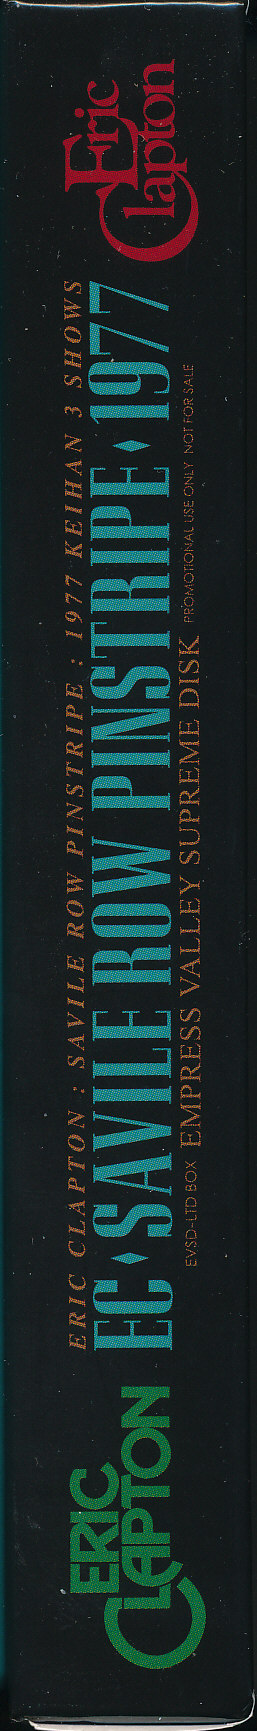 ERIC
CLAPTON
ERIC CLAPTON : SAVILE ROW PINSTRIPE : 1977 KEIHAN 3 SHOWS
EC ♦ SAVILE ROW PINSTRIPE ♦ 1977
EVSD-LTD BOX EMPRESS VALLEY SUPREME DISK PROMOTIONAL USE ONLY NOT FOR SALE
Eric
Clapton